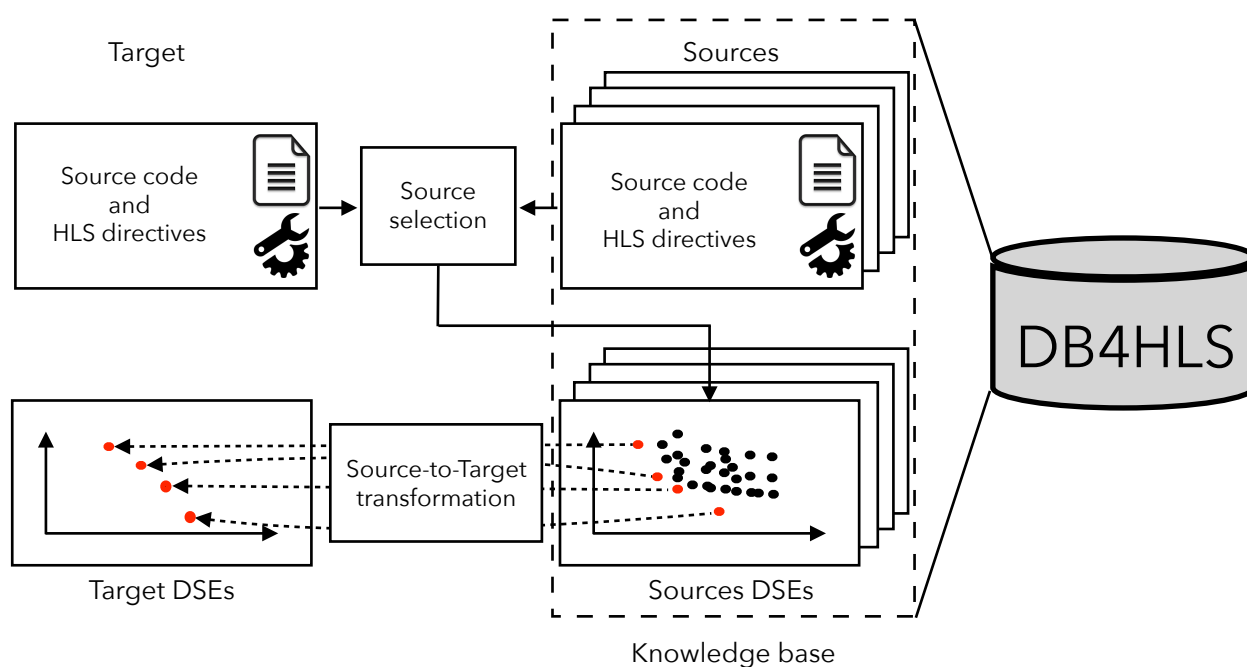 Target
Sources
Source code
and
HLS directives
Source
selection
Source code
and
HLS directives
DB4HLS
Source-to-Target
transformation
Target DSEs
Sources DSEs
Knowledge base